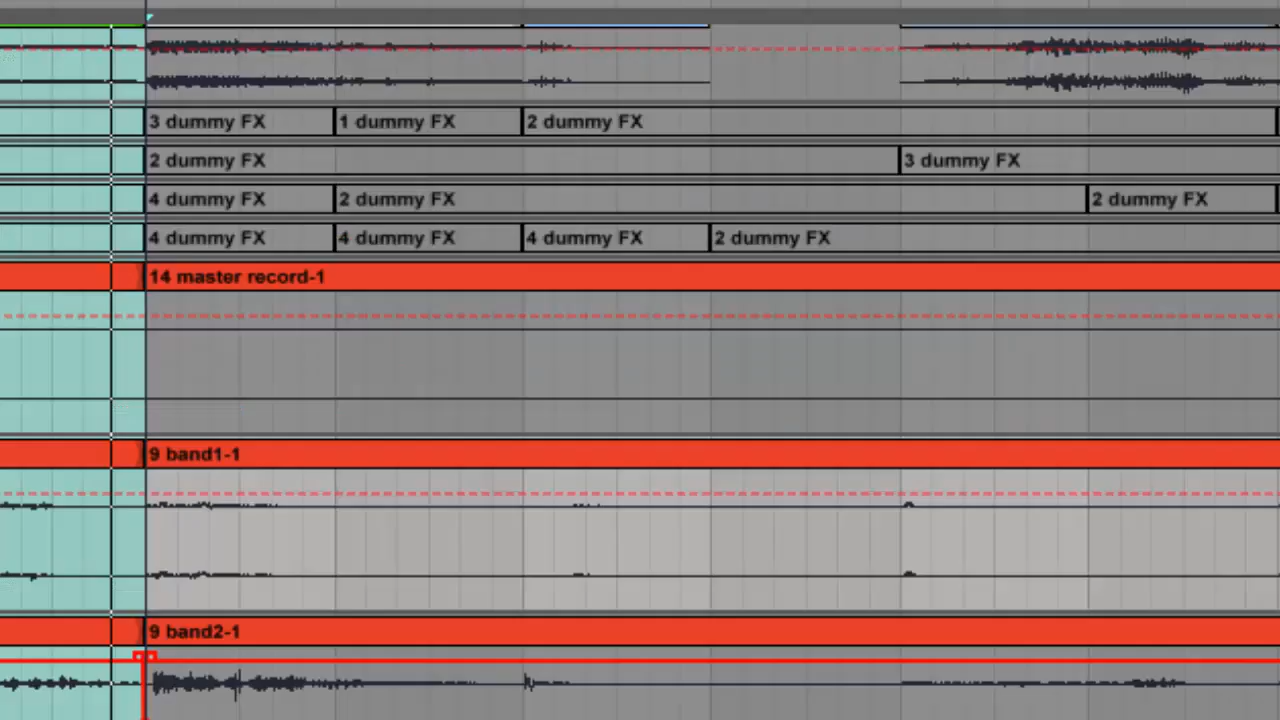 3 dummy FX 1 dummy FX 2 dummy FX
2 dummy FX 3 dummy FX
4 dummy FX 2 dummy FX 2 dummy FX
4 dummy FX 4 dummy FX 4 dummy FX 2 dummy FX
14 master record-1
9 band1-1
9 band2-1